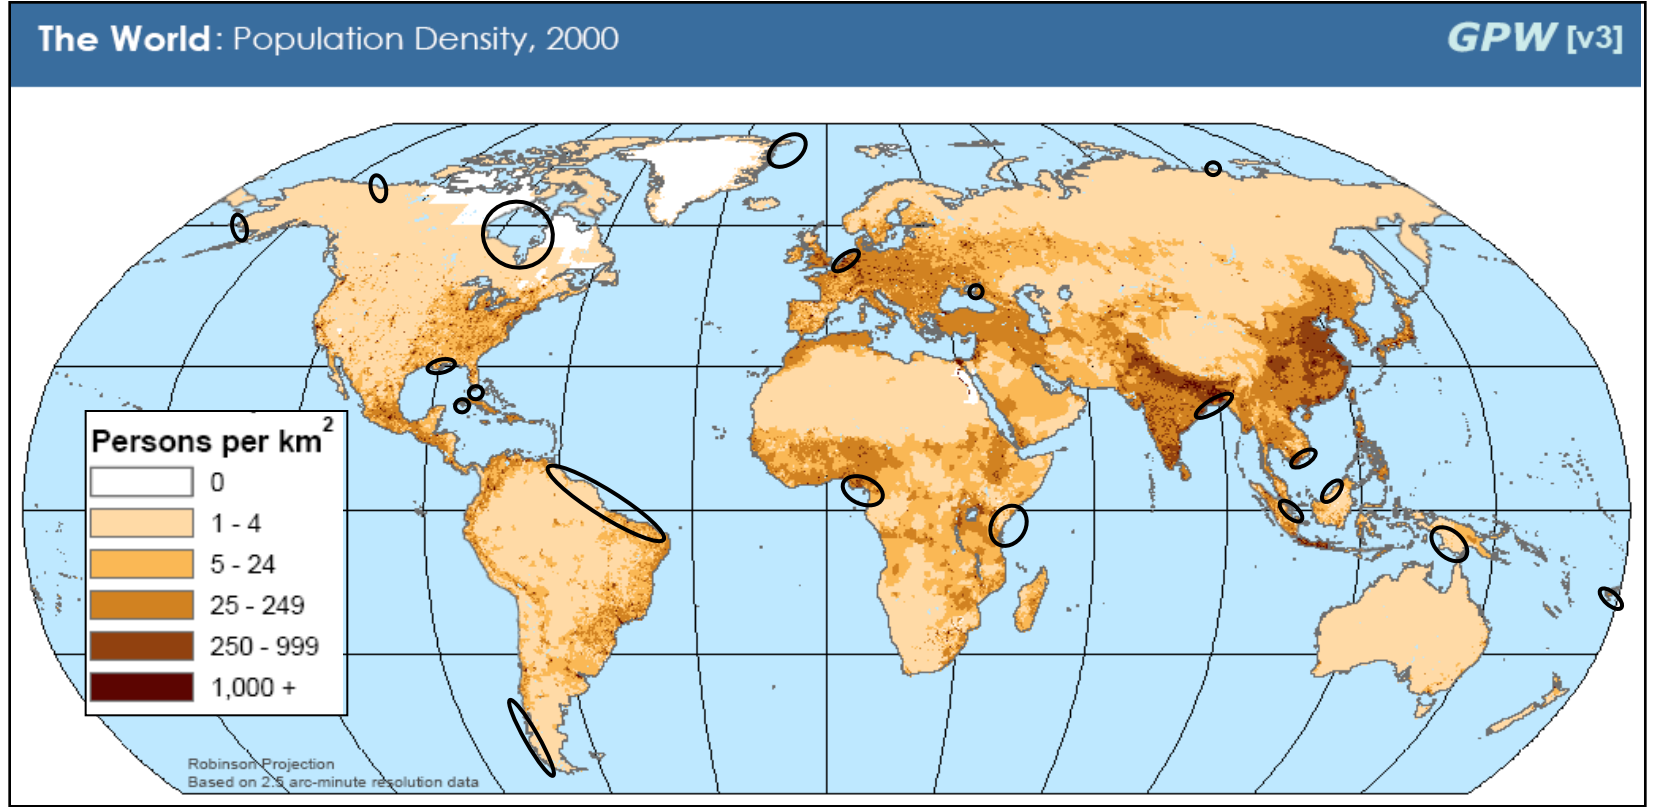 The World: Population Density, 2000
GPW [v3]
Persons per km2
0
1 - 4
5 - 24
25 - 249
250 - 999
1,000 +
Robinson Projection
Based on 2.5 arc-minute resolution data